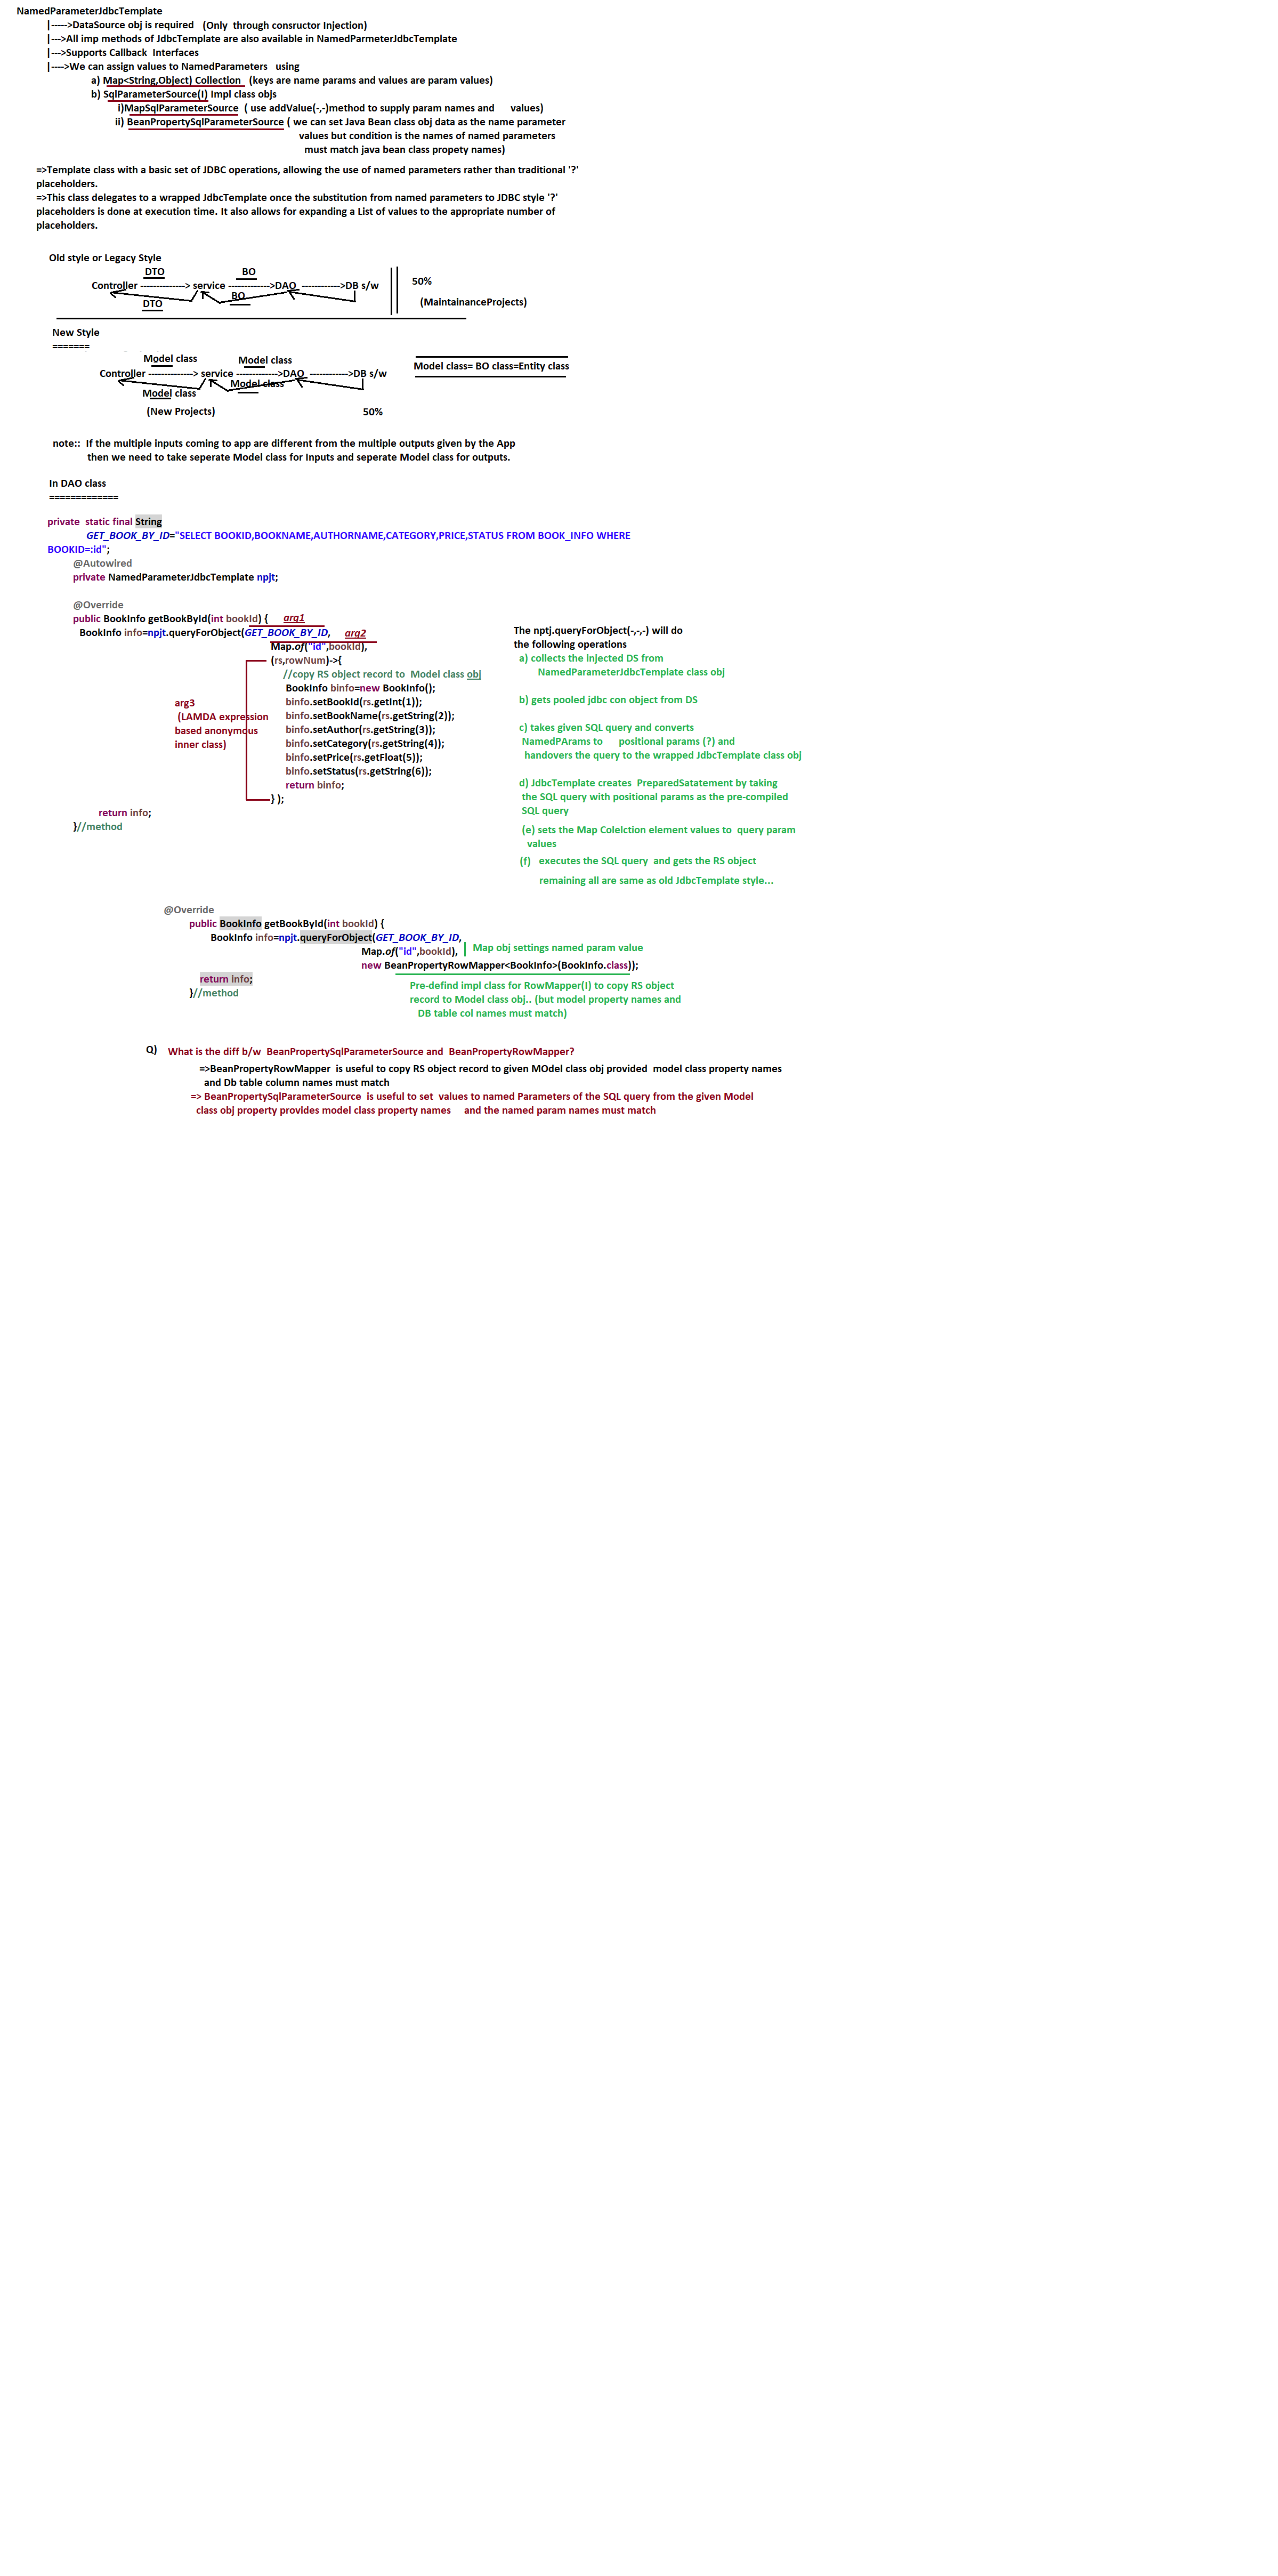 NamedParameterJdbcTemplate
|----->DataSource obj is required (Only through consructor Injection)
|--->All imp methods of JdbcTemplate are also available in NamedParmeterJdbcTemplate
|--->Supports Callback Interfaces
|---->We can assign values to NamedParameters using
a) Map<String,Object) Collection (keys are name params and values are param values)
b) SqlParameterSource(I) Impl class objs
i)MapSqlParameterSource ( use addValue(-,-)method to supply param names and values)
ii) BeanPropertySqlParameterSource ( we can set Java Bean class obj data as the name parameter
values but condition is the names of named parameters
must match java bean class propety names)
=>Template class with a basic set of JDBC operations, allowing the use of named parameters rather than traditional '?'
placeholders.
=>This class delegates to a wrapped JdbcTemplate once the substitution from named parameters to JDBC style '?'
placeholders is done at execution time. It also allows for expanding a List of values to the appropriate number of
placeholders.
Old style or Legacy Style
DTO BO
Controller --------------> service ------------->DAO ------------>DB s/w
DTO BO
50%
(MaintainanceProjects)
New Style
=======
Model class Model class
Controller --------------> service ------------->DAO ------------>DB s/w
Model class Model class
Model class= BO class=Entity class
(New Projects) 50%
note:: If the multiple inputs coming to app are different from the multiple outputs given by the App
then we need to take seperate Model class for Inputs and seperate Model class for outputs.
In DAO class
=============
private static final String
GET_BOOK_BY_ID="SELECT BOOKID,BOOKNAME,AUTHORNAME,CATEGORY,PRICE,STATUS FROM BOOK_INFO WHERE
BOOKID=:id";
@Autowired
private NamedParameterJdbcTemplate npjt;
@Override
public BookInfo getBookById(int bookId) { arg1
BookInfo info=npjt.queryForObject(GET_BOOK_BY_ID, arg2
Map.of("id",bookId),
(rs,rowNum)->{
//copy RS object record to Model class obj
BookInfo binfo=new BookInfo();
binfo.setBookId(rs.getInt(1));
binfo.setBookName(rs.getString(2));
binfo.setAuthor(rs.getString(3));
binfo.setCategory(rs.getString(4));
binfo.setPrice(rs.getFloat(5));
binfo.setStatus(rs.getString(6));
return binfo;
} );
return info;
}//method
arg3
(LAMDA expression
based anonymous
inner class)
The nptj.queryForObject(-,-,-) will do
the following operations
a) collects the injected DS from
NamedParameterJdbcTemplate class obj
b) gets pooled jdbc con object from DS
c) takes given SQL query and converts
NamedPArams to positional params (?) and
handovers the query to the wrapped JdbcTemplate class obj
d) JdbcTemplate creates PreparedSatatement by taking
the SQL query with positional params as the pre-compiled
SQL query
(e) sets the Map Colelction element values to query param
values
(f) executes the SQL query and gets the RS object
remaining all are same as old JdbcTemplate style...
@Override
public BookInfo getBookById(int bookId) {
BookInfo info=npjt.queryForObject(GET_BOOK_BY_ID,
Map.of("id",bookId), Map obj settings named param value
new BeanPropertyRowMapper<BookInfo>(BookInfo.class));
return info;
}//method
Pre-defind impl class for RowMapper(I) to copy RS object
record to Model class obj.. (but model property names and
DB table col names must match)
Q) What is the diff b/w BeanPropertySqlParameterSource and BeanPropertyRowMapper?
=>BeanPropertyRowMapper is useful to copy RS object record to given MOdel class obj provided model class property names
and Db table column names must match
=> BeanPropertySqlParameterSource is useful to set values to named Parameters of the SQL query from the given Model
class obj property provides model class property names and the named param names must match